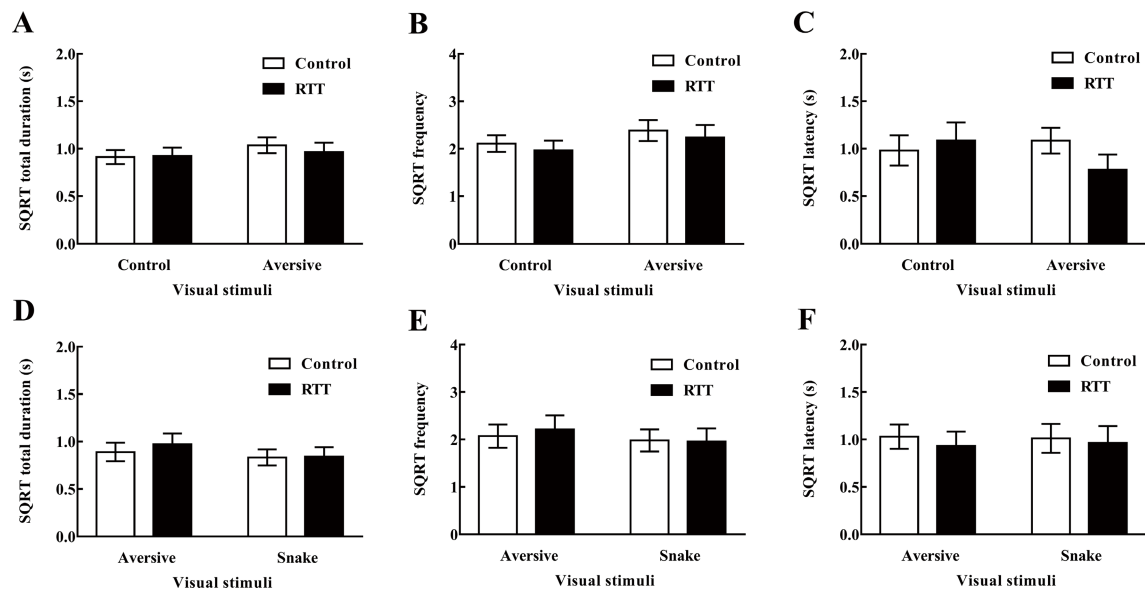 A
SQRT total duration (s)
2.0
1.5
1.0
0.5
0.0
Control
RTT
Control
Aversive
Visual stimuli
B
SQRT frequency
4
3
2
1
0
Control
RTT
Control
Aversive
Visual stimuli
C
SQRT latency (s)
2.0
1.5
1.0
0.5
0.0
Control
RTT
Control
Aversive
Visual stimuli
D
SQRT total duration (s)
2.0
1.5
1.0
0.5
0.0
Control
RTT
Aversive
Snake
Visual stimuli
E
SQRT frequency
4
3
2
1
0
Control
RTT
Aversive
Snake
Visual stimuli
F
SQRT latency (s)
2.0
1.5
1.0
0.5
0.0
Control
RTT
Aversive
Snake
Visual stimuli